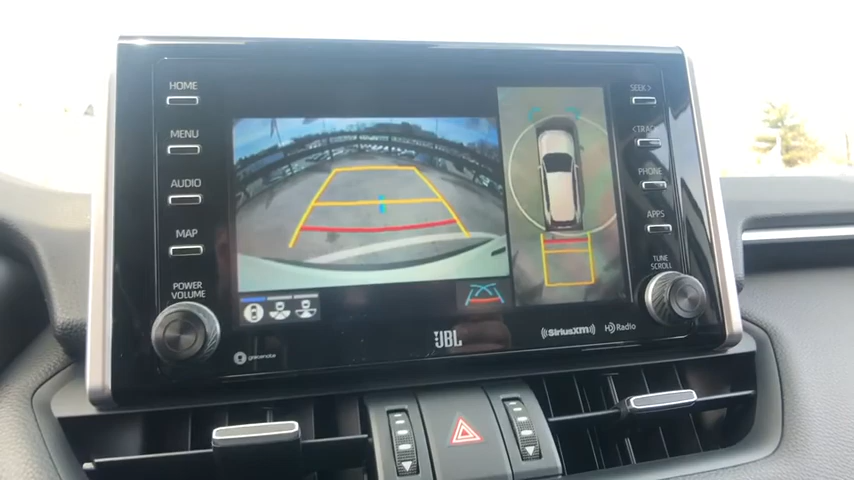 HOME
MENU
AUDIO
MAP
POWER
VOLUME
gracenote
JBL
SiriusXM
HD Radio
SEEK>
<TRACK
PHONE
APPS
TUNE
SCROLL